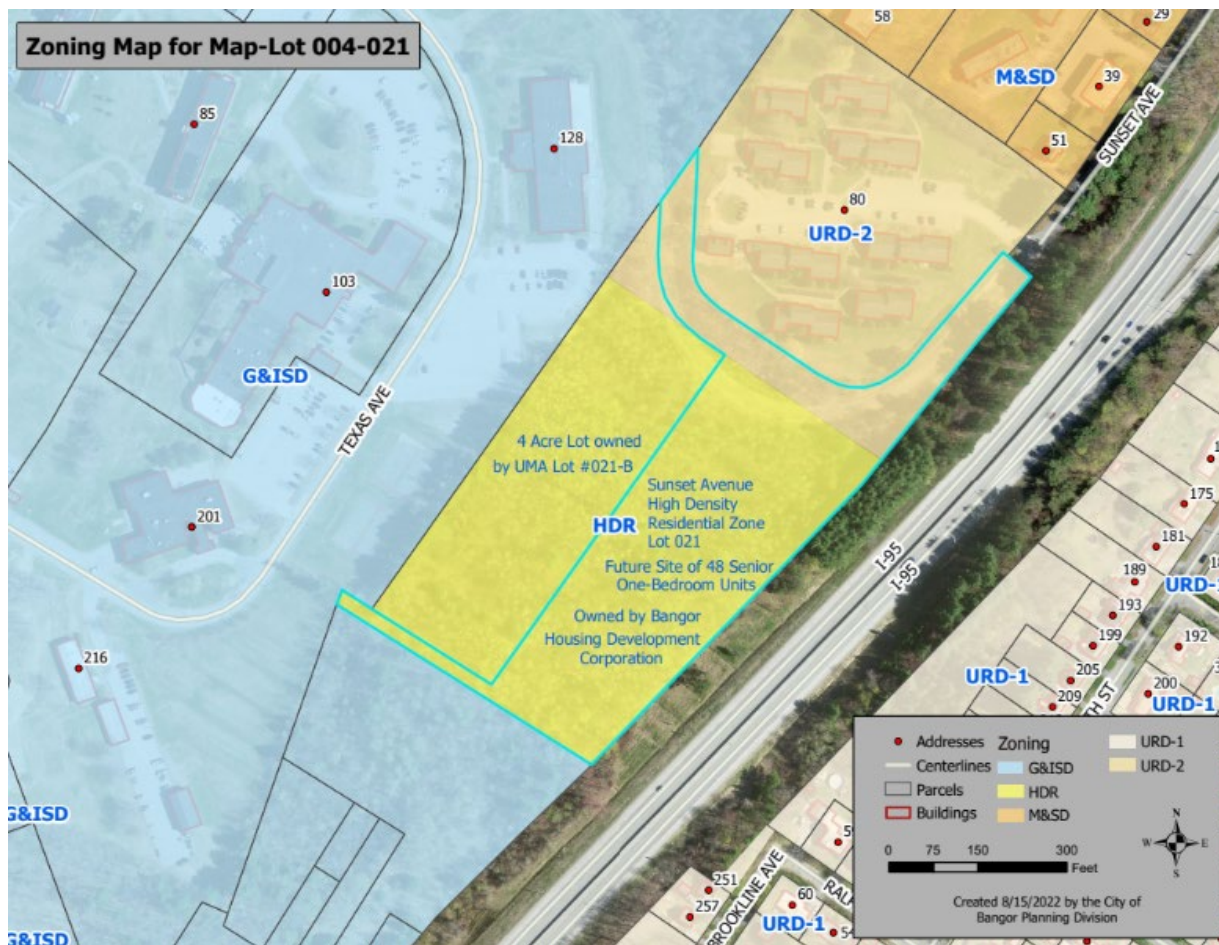 Zoning Map for Map-Lot 004-021
58
29
M&SD
39
85
128
51
SUNSET AVE
80
URD-2
103
G&ISD
TEXAS AVE
4 Acre Lot owned
by UMA Lot #021-B
Sunset Avenue
High Density
Residential Zone
Lot 021
HDR
Future Site of 48 Senior
One-Bedroom Units
Owned by Bangor
Housing Development
Corporation
I-95
I-95
201
216
175
181
189
193
199
192
205
209
200
URD-1
URD-1
TH ST
G&ISD
G&ISD
251
257
BROOKLINE AVE
60
URD-1
Addresses
Centerlines
Parcels
Buildings
Zoning
G&ISD
HDR
M&SD
URD-1
URD-2
0 75 150 300
Feet
N
W E
S
Created 8/15/2022 by the City of
Bangor Planning Division